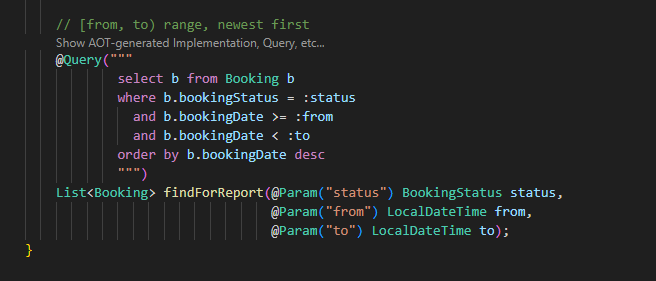 // [from, to) range, newest first
Show AOT-generated Implementation, Query, etc...
@Query("""
select b from Booking b
where b.bookingStatus = :status
and b.bookingDate >= :from
and b.bookingDate < :to
order by b.bookingDate desc
""")
List<Booking> findForReport(@Param("status") BookingStatus status,
@Param("from") LocalDateTime from,
@Param("to") LocalDateTime to);
}